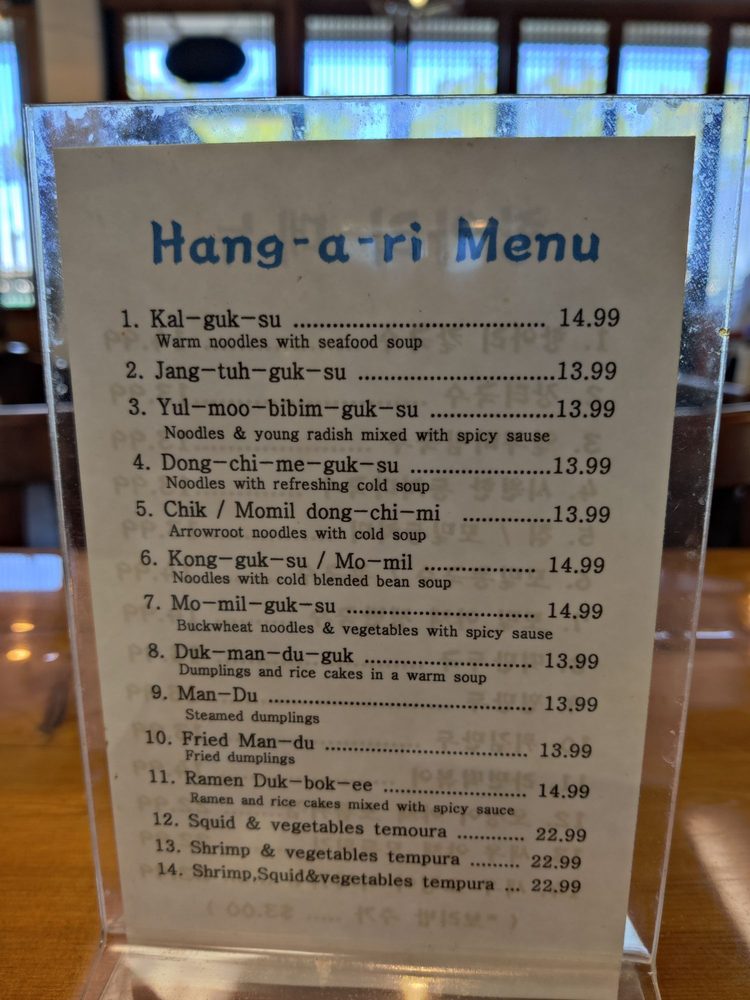 Hang-a-ri Menu
1. Kal-guk-su ...................................... 14.99
Warm noodles with seafood soup
2. Jang-tuh-guk-su ..............................13.99
3. Yul-moo-bibim-guk-su ...................13.99
Noodles & young radish mixed with spicy sause
4. Dong-chi-me-guk-su .....................13.99
Noodles with refreshing cold soup
5. Chik / Momil dong-chi-mi ..............13.99
Arrowroot noodles with cold soup
6. Kong-guk-su / Mo-mil .................. 14.99
Noodles with cold blended bean soup
7. Mo-mil-guk-su ............................. 14.99
Buckwheat noodles & vegetables with spicy sause
8. Duk-man-du-guk .......................... 13.99
Dumplings and rice cakes in a warm soup
9. Man-Du ......................................... 13.99
Steamed dumplings
10. Fried Man-du ................................ 13.99
Fried dumplings
11. Ramen Duk-bok-ee ...................... 14.99
Ramen and rice cakes mixed with spicy sauce
12. Squid & vegetables temoura ........... 22.99
13. Shrimp & vegetables tempura ......... 22.99
14. Shrimp,Squid&vegetables tempura ... 22.99